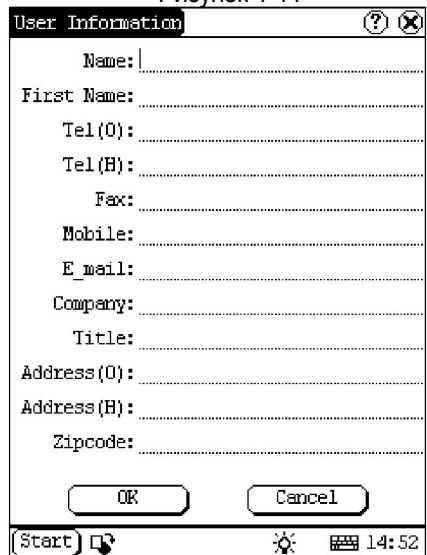 User Information ?
Name:
First Name:
Tel(O):
Tel(H):
Fax:
Mobile:
E_mail:
Company:
Title:
Address(O):
Address(H):
Zipcode:
OK Cancel
Start 14:52